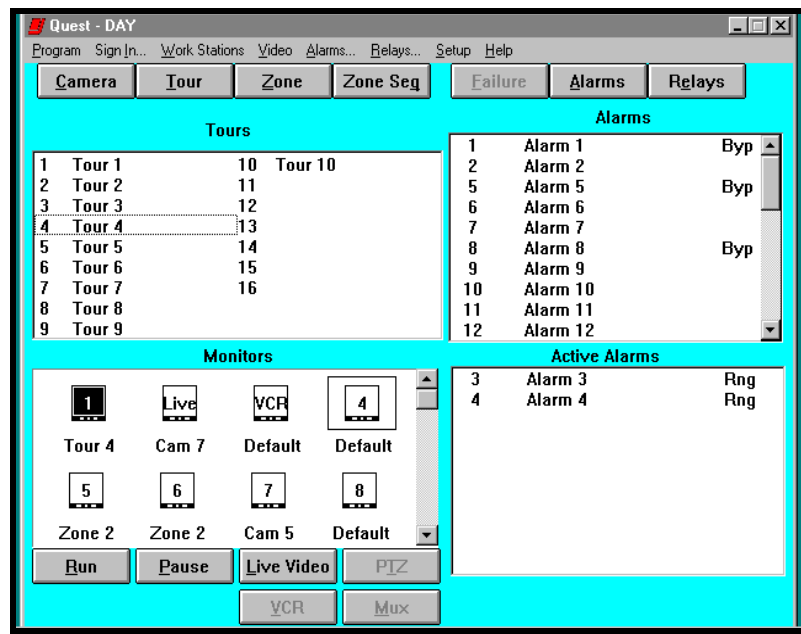 Quest - DAY
Program Sign In... Work Stations Video Alarms... Relays... Setup Help
Camera Tour Zone Zone Seq Failure Alarms Relays
Tours
1 Tour 1 10 Tour 10
2 Tour 2 11
3 Tour 3 12
4 Tour 4 13
5 Tour 5 14
6 Tour 6 15
7 Tour 7 16
8 Tour 8
9 Tour 9
Alarms
1 Alarm 1 Byp
2 Alarm 2
5 Alarm 5 Byp
6 Alarm 6
7 Alarm 7
8 Alarm 8 Byp
9 Alarm 9
10 Alarm 10
11 Alarm 11
12 Alarm 12
Monitors
1 Live VCR 4
Tour 4 Cam 7 Default Default
5 6 7 8
Zone 2 Zone 2 Cam 5 Default
Active Alarms
3 Alarm 3 Rng
4 Alarm 4 Rng
Run Pause Live Video PTZ
VCR Mux